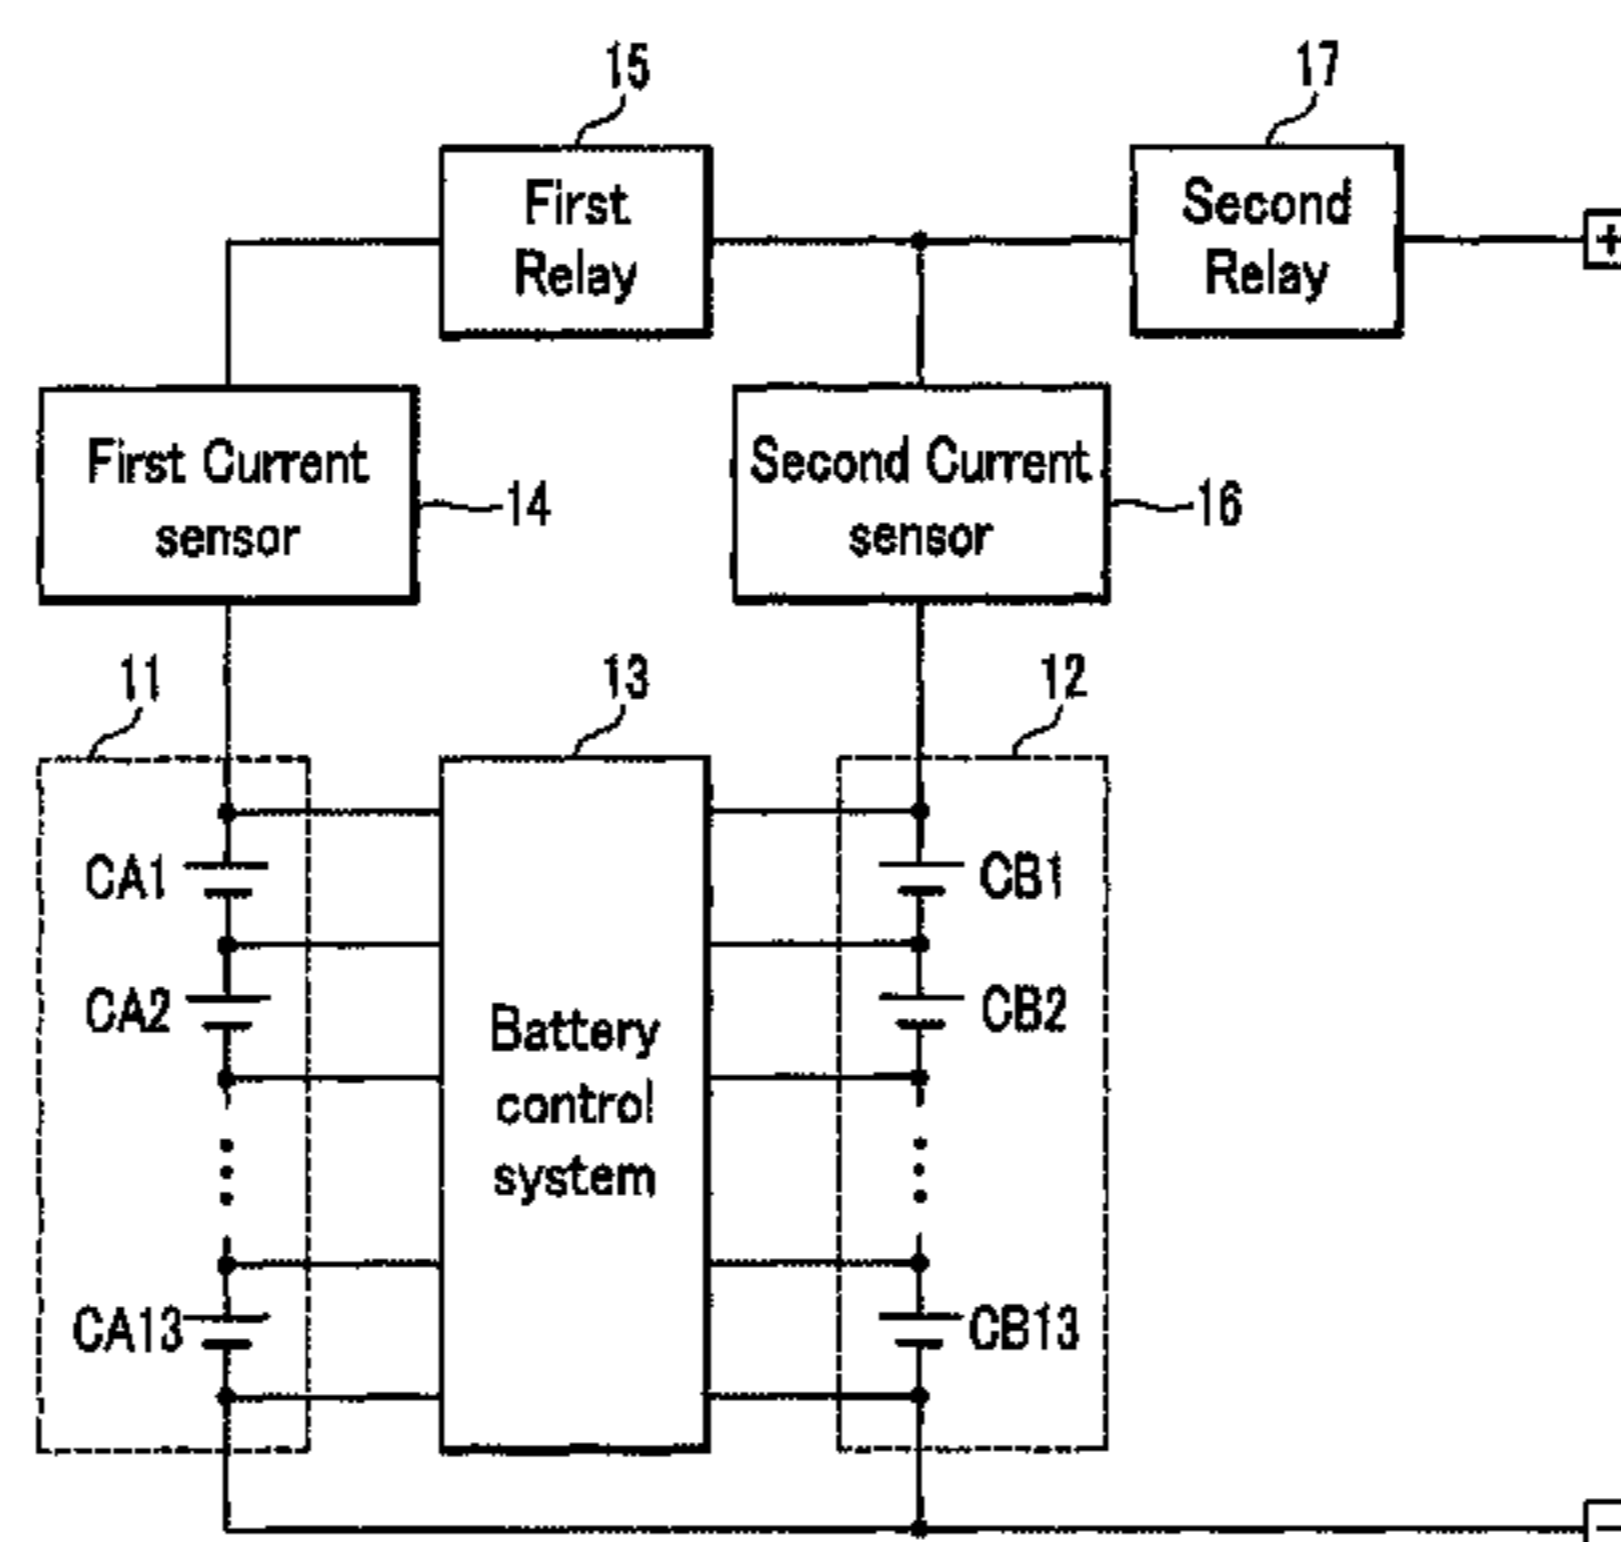 15
17
First
Relay
Second
Relay
+
First Current
sensor
14
Second Current
sensor
16
11
13
12
CA1
CB1
CA2
CB2
Battery
control
system
CA13
CB13
-